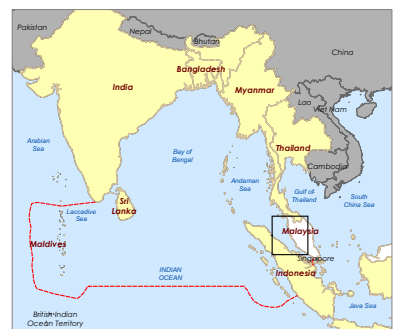 Pakistan
Nepal
Bhutan
China
Bangladesh
India
Myanmar
Lao
Viet Nam
Arabian
Sea
Bay of
Bengal
Thailand
Cambodia
Andaman
Sea
Gulf of
Thailand
South
China Sea
Sri
Lanka
Laccadive
Sea
Maldives
Malaysia
Singapore
INDIAN
OCEAN
Indonesia
Java Sea
British Indian
Ocean Territory